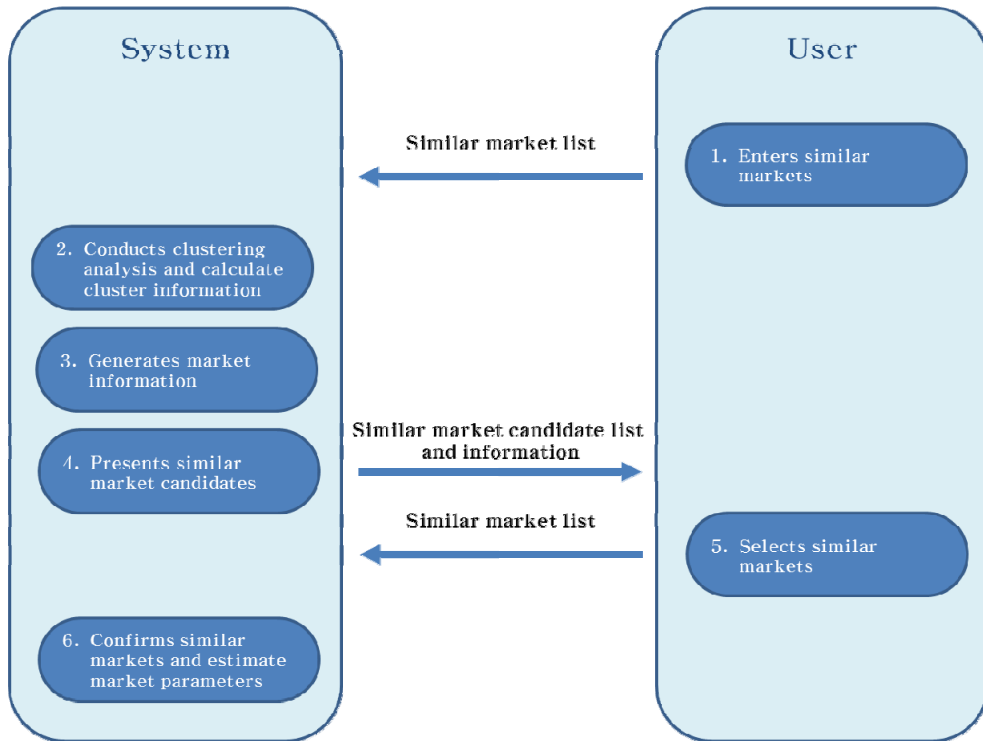 System
User
Similar market list
1. Enters similar
markets
2. Conducts clustering
analysis and calculate
cluster information
3. Generates market
information
Similar market candidate list
and information
4. Presents similar
market candidates
Similar market list
5. Selects similar
markets
6. Confirms similar
markets and estimate
market parameters